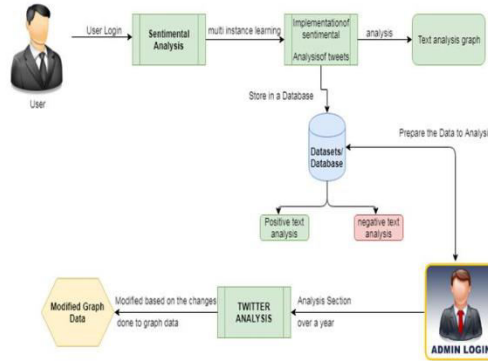 User Login
Sentimental
Analysis
multi instance learning
Implementationof
sentimental
Analysisof tweets
analysis
Text analysis graph
User
Store in a Database
Datasets/
Database
Prepare the Data to Analysi
Positive text
analysis
negative text
analysis
Modified Graph
Data
Modified based on the changes
done to graph data
TWITTER
ANALYSIS
Analysis Section
over a year
ADMIN LOGIN